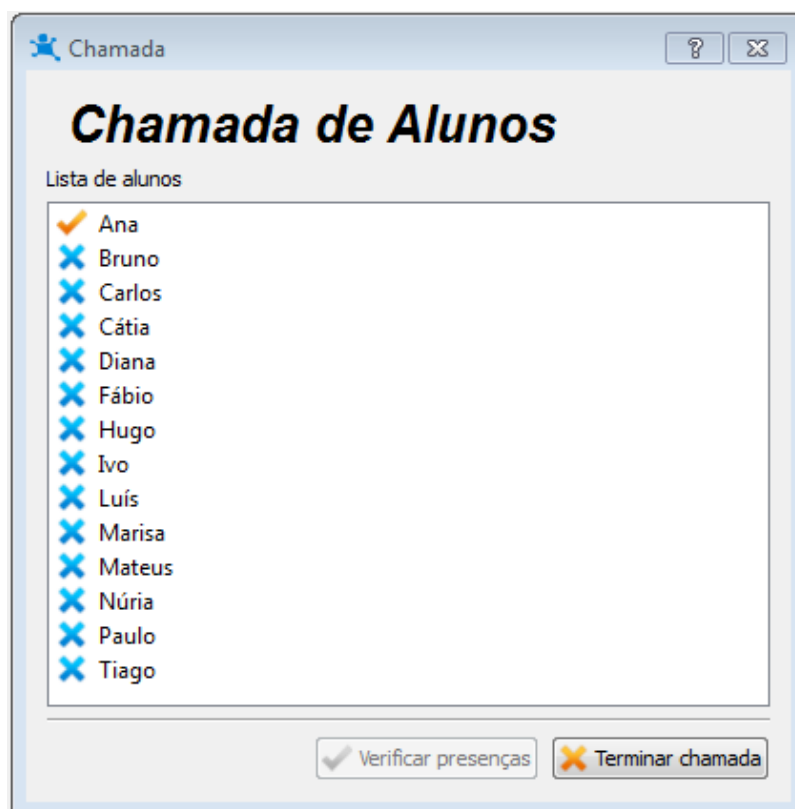 Chamada
Chamada de Alunos
Lista de alunos
Ana
Bruno
Carlos
Cátia
Diana
Fábio
Hugo
Ivo
Luís
Marisa
Mateus
Núria
Paulo
Tiago
Verificar presenças Terminar chamada